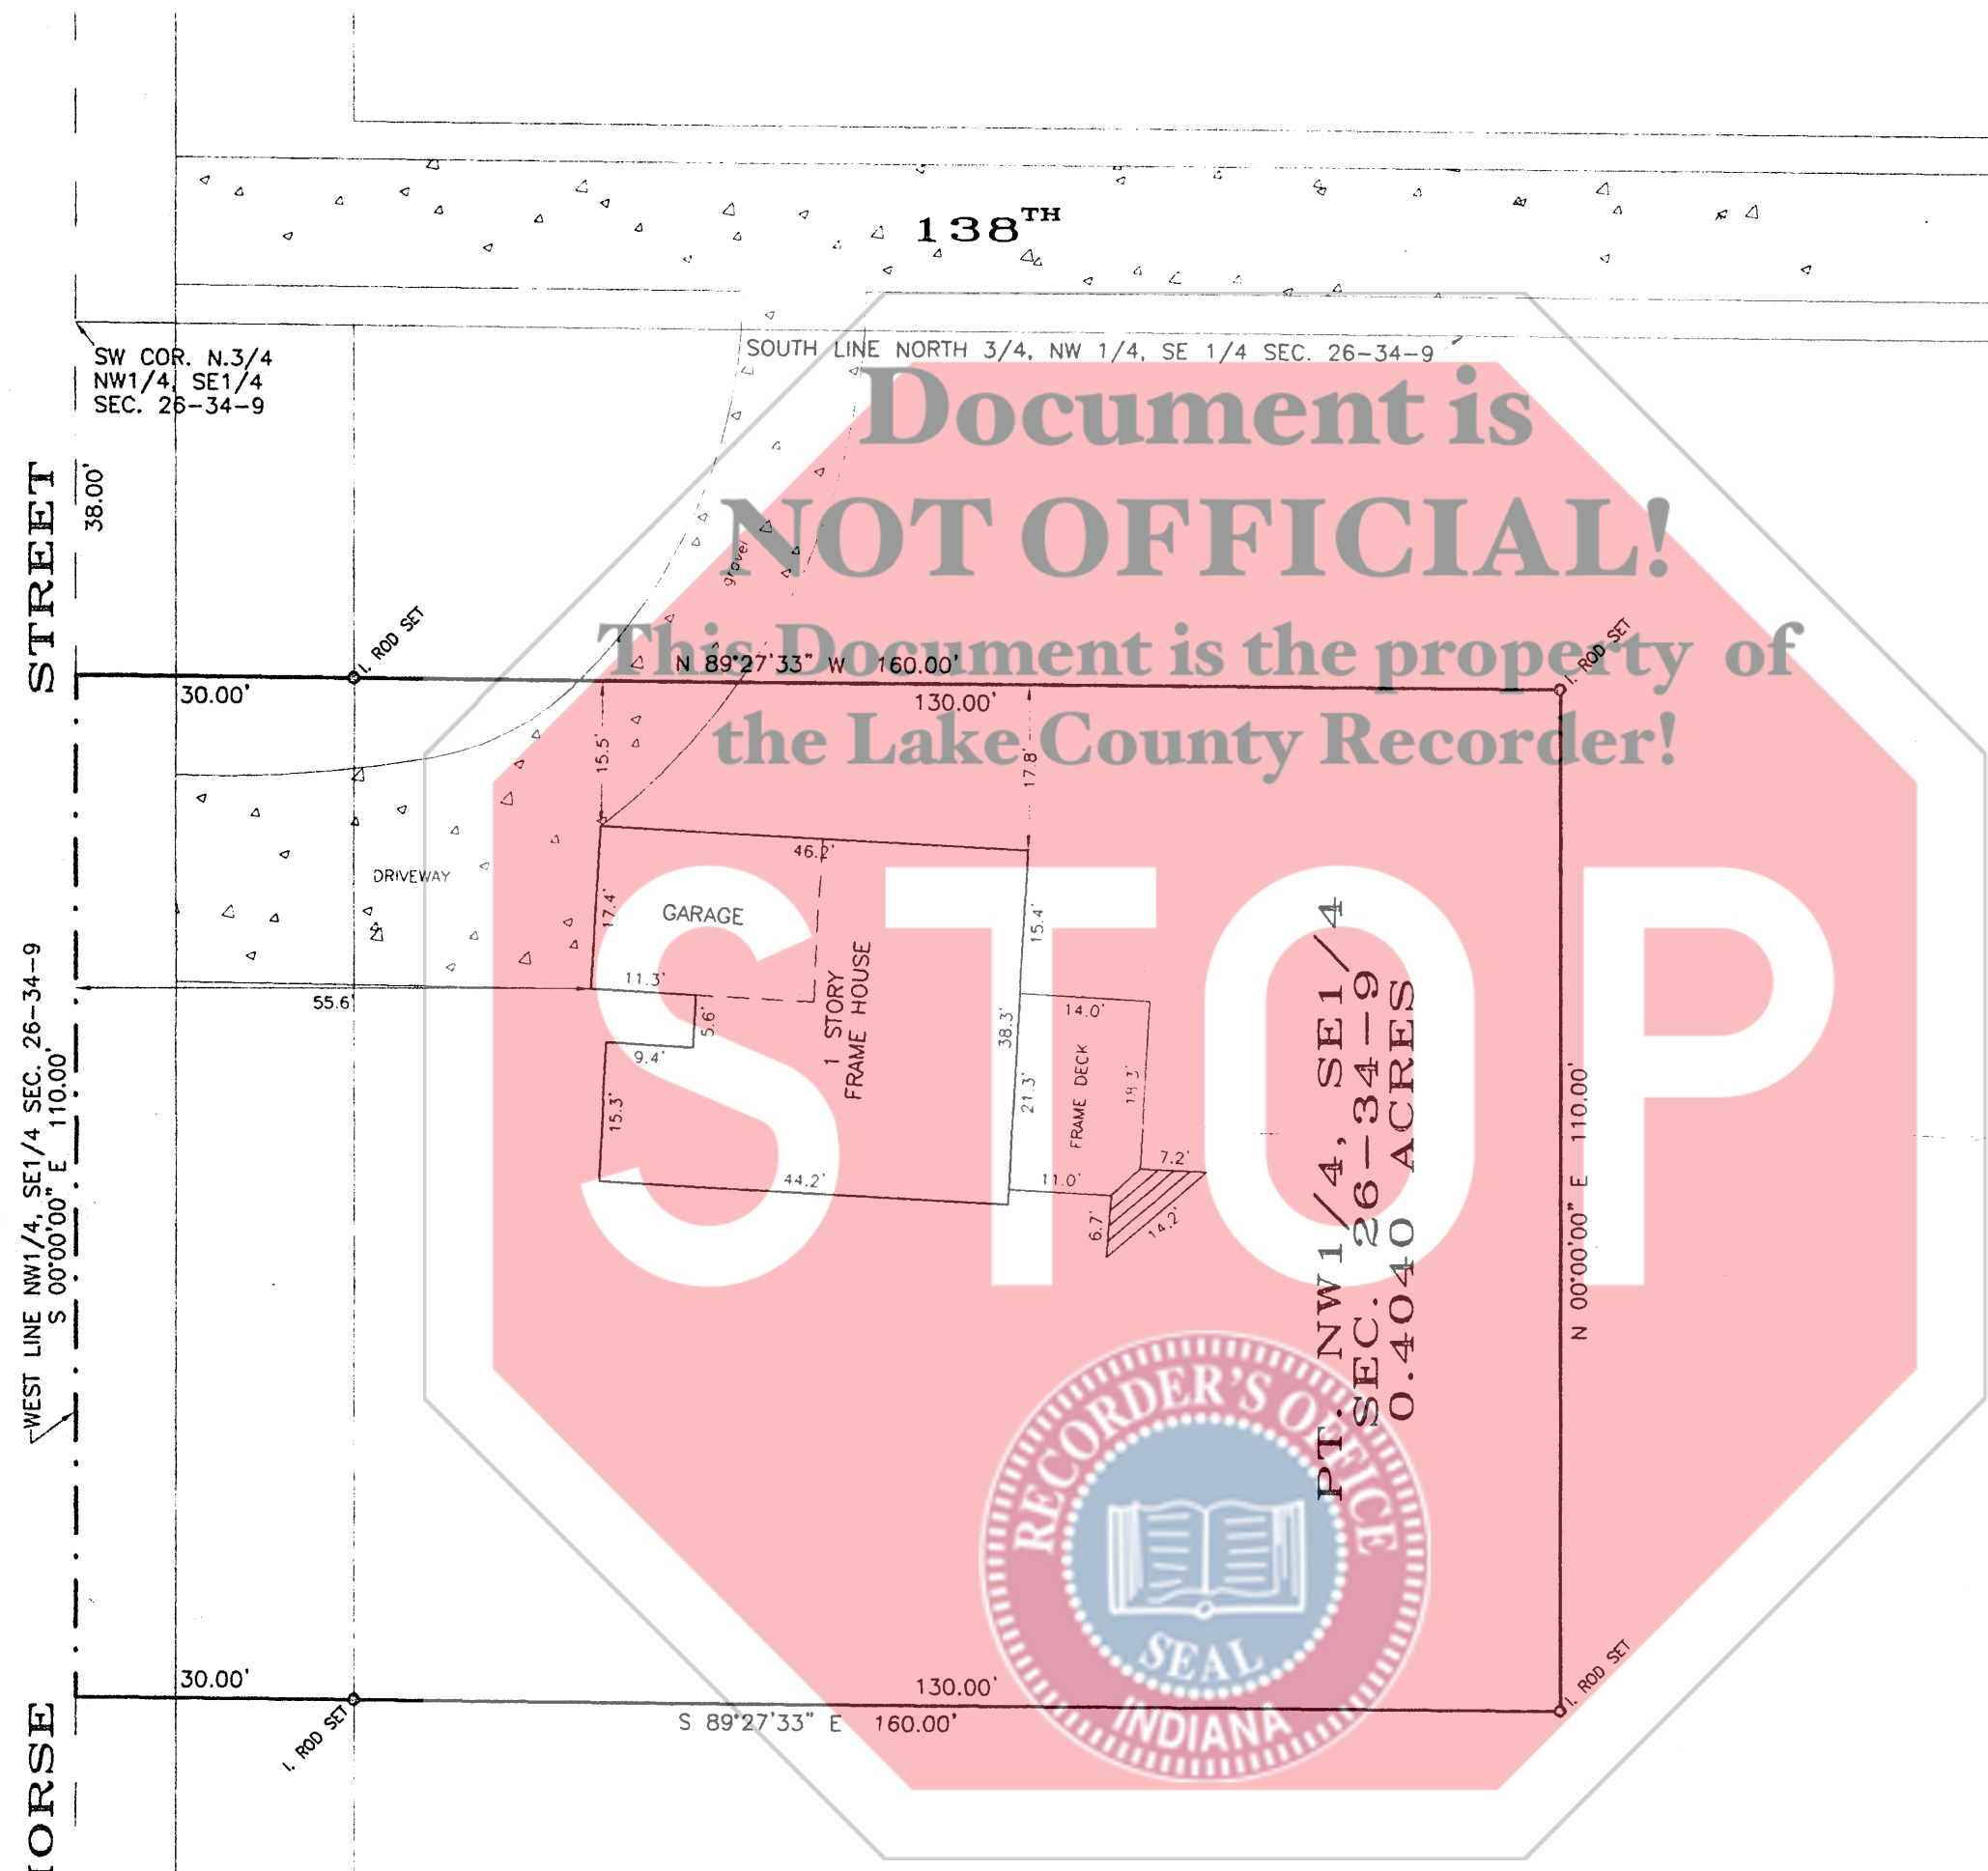 138TH
SW COR. N.3/4
NW1/4, SE1/4
SEC. 26-34-9
SOUTH LINE NORTH 3/4, NW 1/4, SE 1/4 SEC. 26-34-9
Document is
NOT OFFICIAL!
This Document is the property of
the Lake County Recorder!
STREET
38.00'
gravel
I. ROD SET
I. ROD SET
N 89°27'33" W 160.00'
30.00'
130.00'
15.5'
17.8'
46.2'
DRIVEWAY
GARAGE
17.4'
15.4'
11.3'
55.6'
5.6'
9.4'
1 STORY
FRAME HOUSE
38.3'
14.0'
21.3'
FRAME DECK
18.3'
15.3'
44.2'
11.0'
7.2'
6.7'
14.2'
STOP
PT. NW1/4, SE1/4
SEC. 26-34-9
0.4040 ACRES
N 00°00'00" E 110.00'
WEST LINE NW1/4, SE1/4 SEC. 26-34-9
S 00°00'00" E 110.00'
RECORDER'S OFFICE
SEAL
INDIANA
30.00'
130.00'
S 89°27'33" E 160.00'
I. ROD SET
I. ROD SET
ORSE